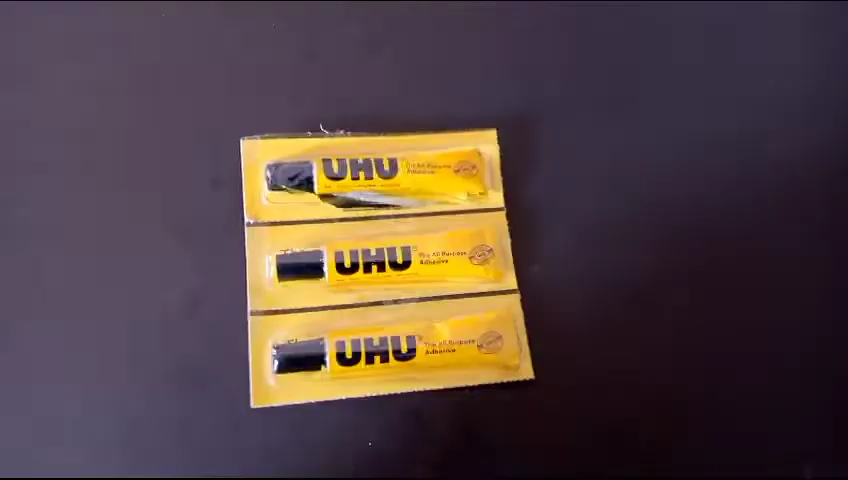 UHU
The All Purpose
Adhesive
UHU
The All Purpose
Adhesive
UHU
The All Purpose
Adhesive